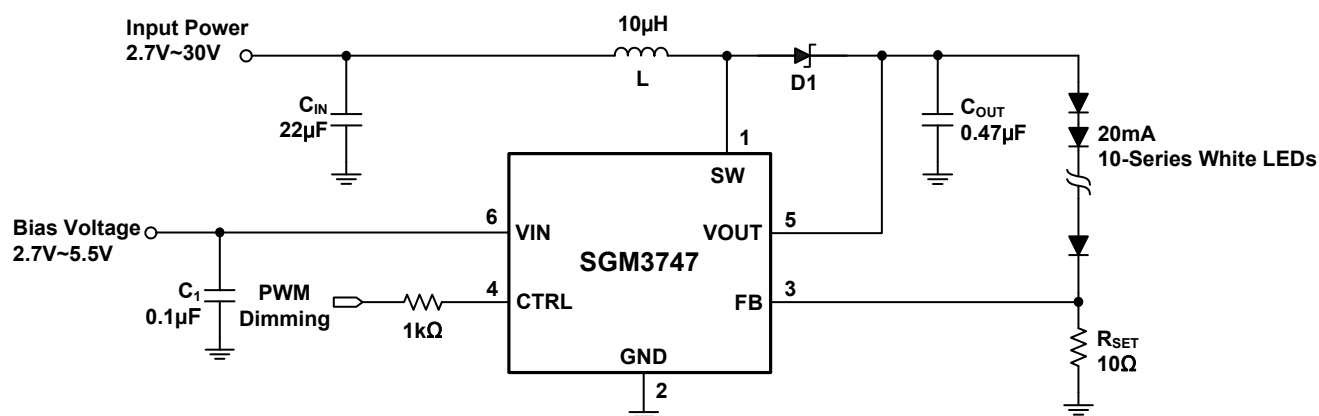 Input Power
2.7V~30V
10µH
L
D1
CIN
22µF
COUT
0.47µF
20mA
10-Series White LEDs
1
SW
Bias Voltage
2.7V~5.5V
6
VIN
VOUT
5
SGM3747
C1
0.1µF
PWM
Dimming
1kΩ
4
CTRL
FB
3
GND
2
RSET
10Ω